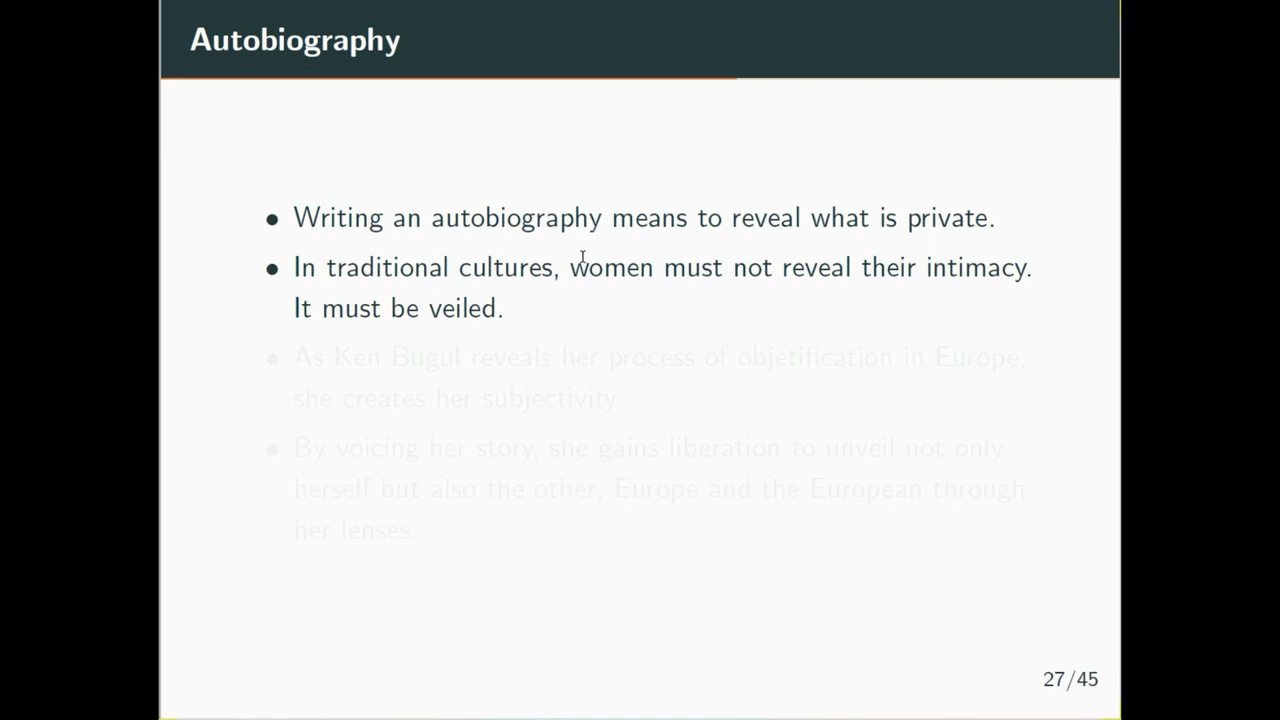 Autobiography
• Writing an autobiography means to reveal what is private.
• In traditional cultures, women must not reveal their intimacy.
It must be veiled.
• As Ken Bugul reveals her process of objetification in Europe,
she creates her subjectivity.
• By voicing her story, she gains liberation to unveil not only
herself but also the other, Europe and the European through
her lenses.
27/45